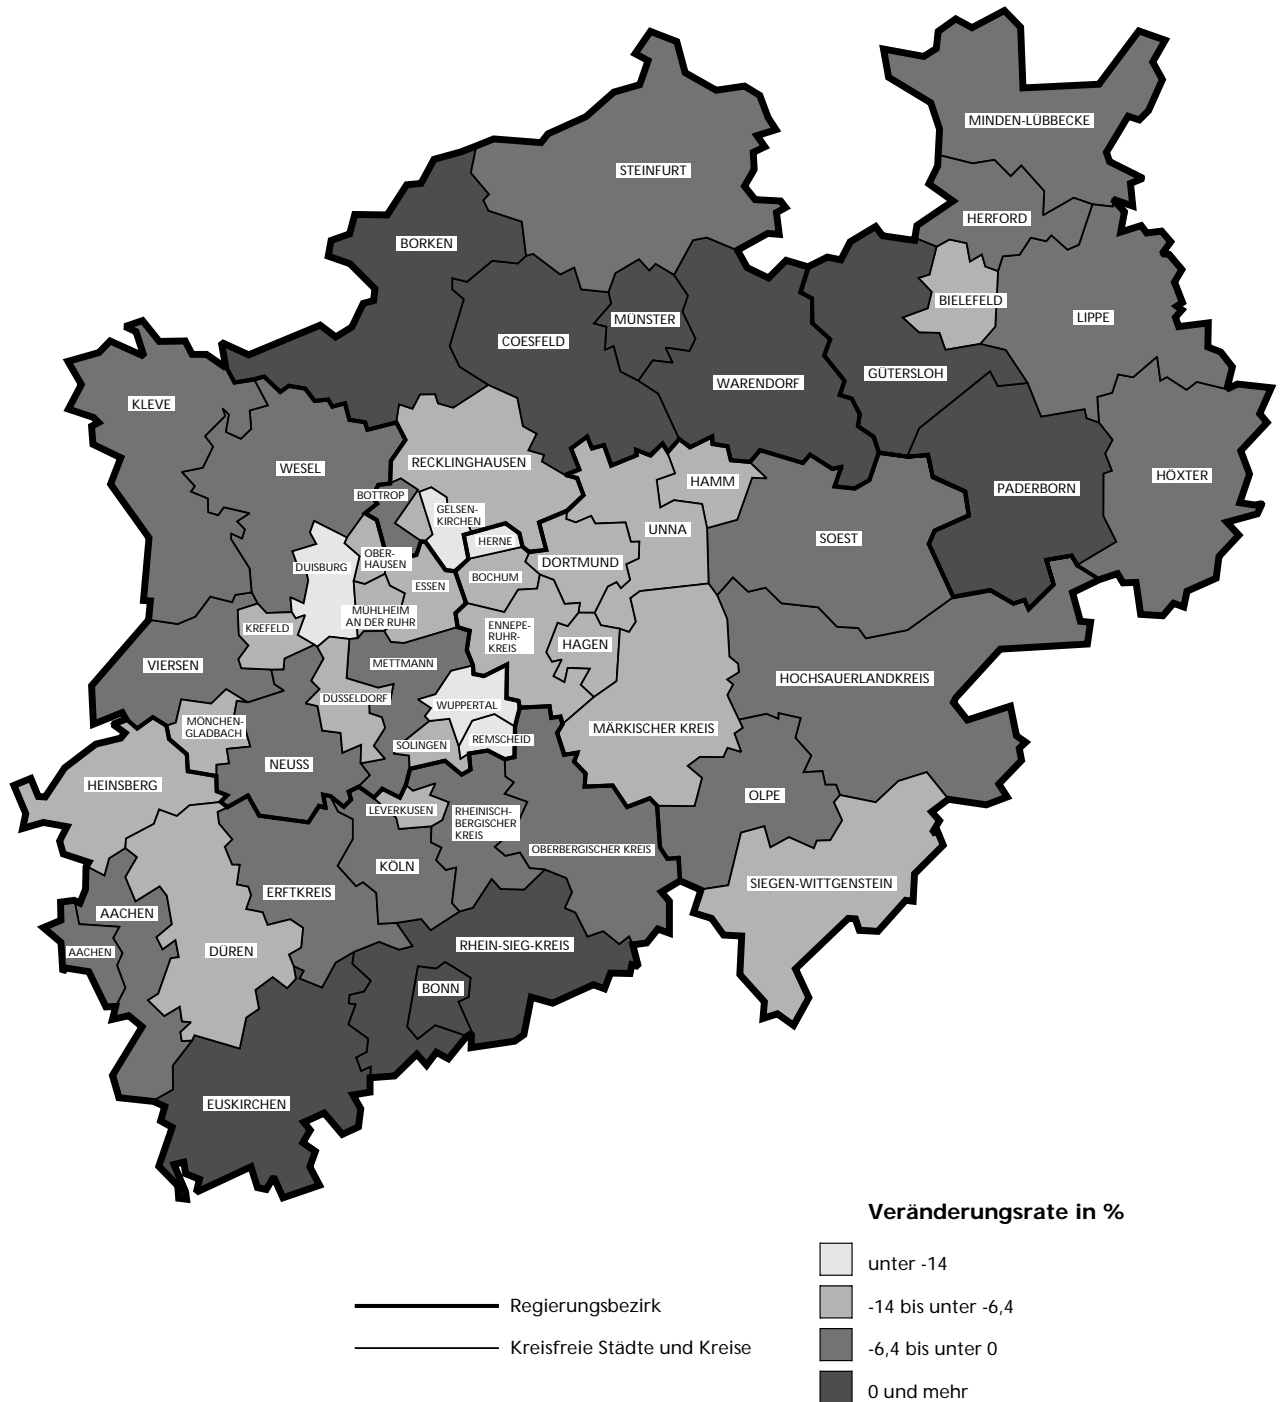 MINDEN-LÜBBECKE
STEINFURT
HERFORD
BORKEN
BIELEFELD
LIPPE
MÜNSTER
COESFELD
GÜTERSLOH
WARENDORF
KLEVE
RECKLINGHAUSEN
WESEL
HÖXTER
HAMM
PADERBORN
BOTTROP
GELSEN-
KIRCHEN
UNNA
SOEST
HERNE
OBER-
HAUSEN
DORTMUND
DUISBURG
BOCHUM
ESSEN
MÜHLHEIM
AN DER RUHR
KREFELD
ENNEPE-
RUHR-
KREIS
HAGEN
VIERSEN
METTMANN
HOCHSAUERLANDKREIS
DÜSSELDORF
WUPPERTAL
MÖNCHEN-
GLADBACH
MÄRKISCHER KREIS
REMSCHEID
SOLINGEN
NEUSS
HEINSBERG
OLPE
LEVERKUSEN
RHEINISCH-
BERGISCHER
KREIS
OBERBERGISCHER KREIS
KÖLN
SIEGEN-WITTGENSTEIN
ERFTKREIS
AACHEN
RHEIN-SIEG-KREIS
AACHEN
DÜREN
BONN
EUSKIRCHEN
Veränderungsrate in %
unter -14
-14 bis unter -6,4
-6,4 bis unter 0
0 und mehr
Regierungsbezirk
Kreisfreie Städte und Kreise